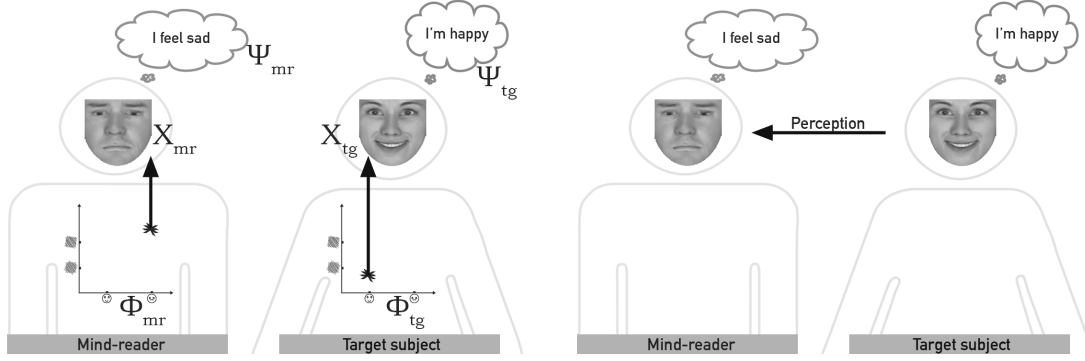 I feel sad
Ψmr
I'm happy
Ψtg
Xmr
Xtg
Φmr
Φtg
Mind-reader
Target subject
I feel sad
I'm happy
Perception
Mind-reader
Target subject